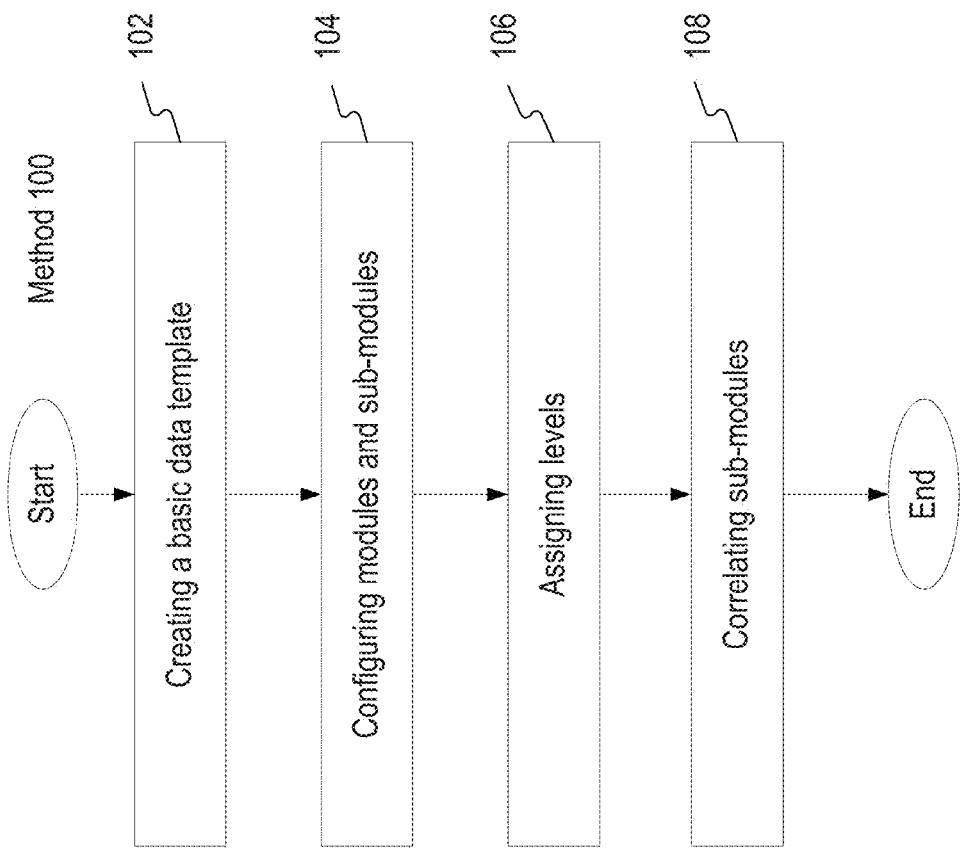 Method 100
Start
Creating a basic data template
102
Configuring modules and sub-modules
104
Assigning levels
106
Correlating sub-modules
108
End